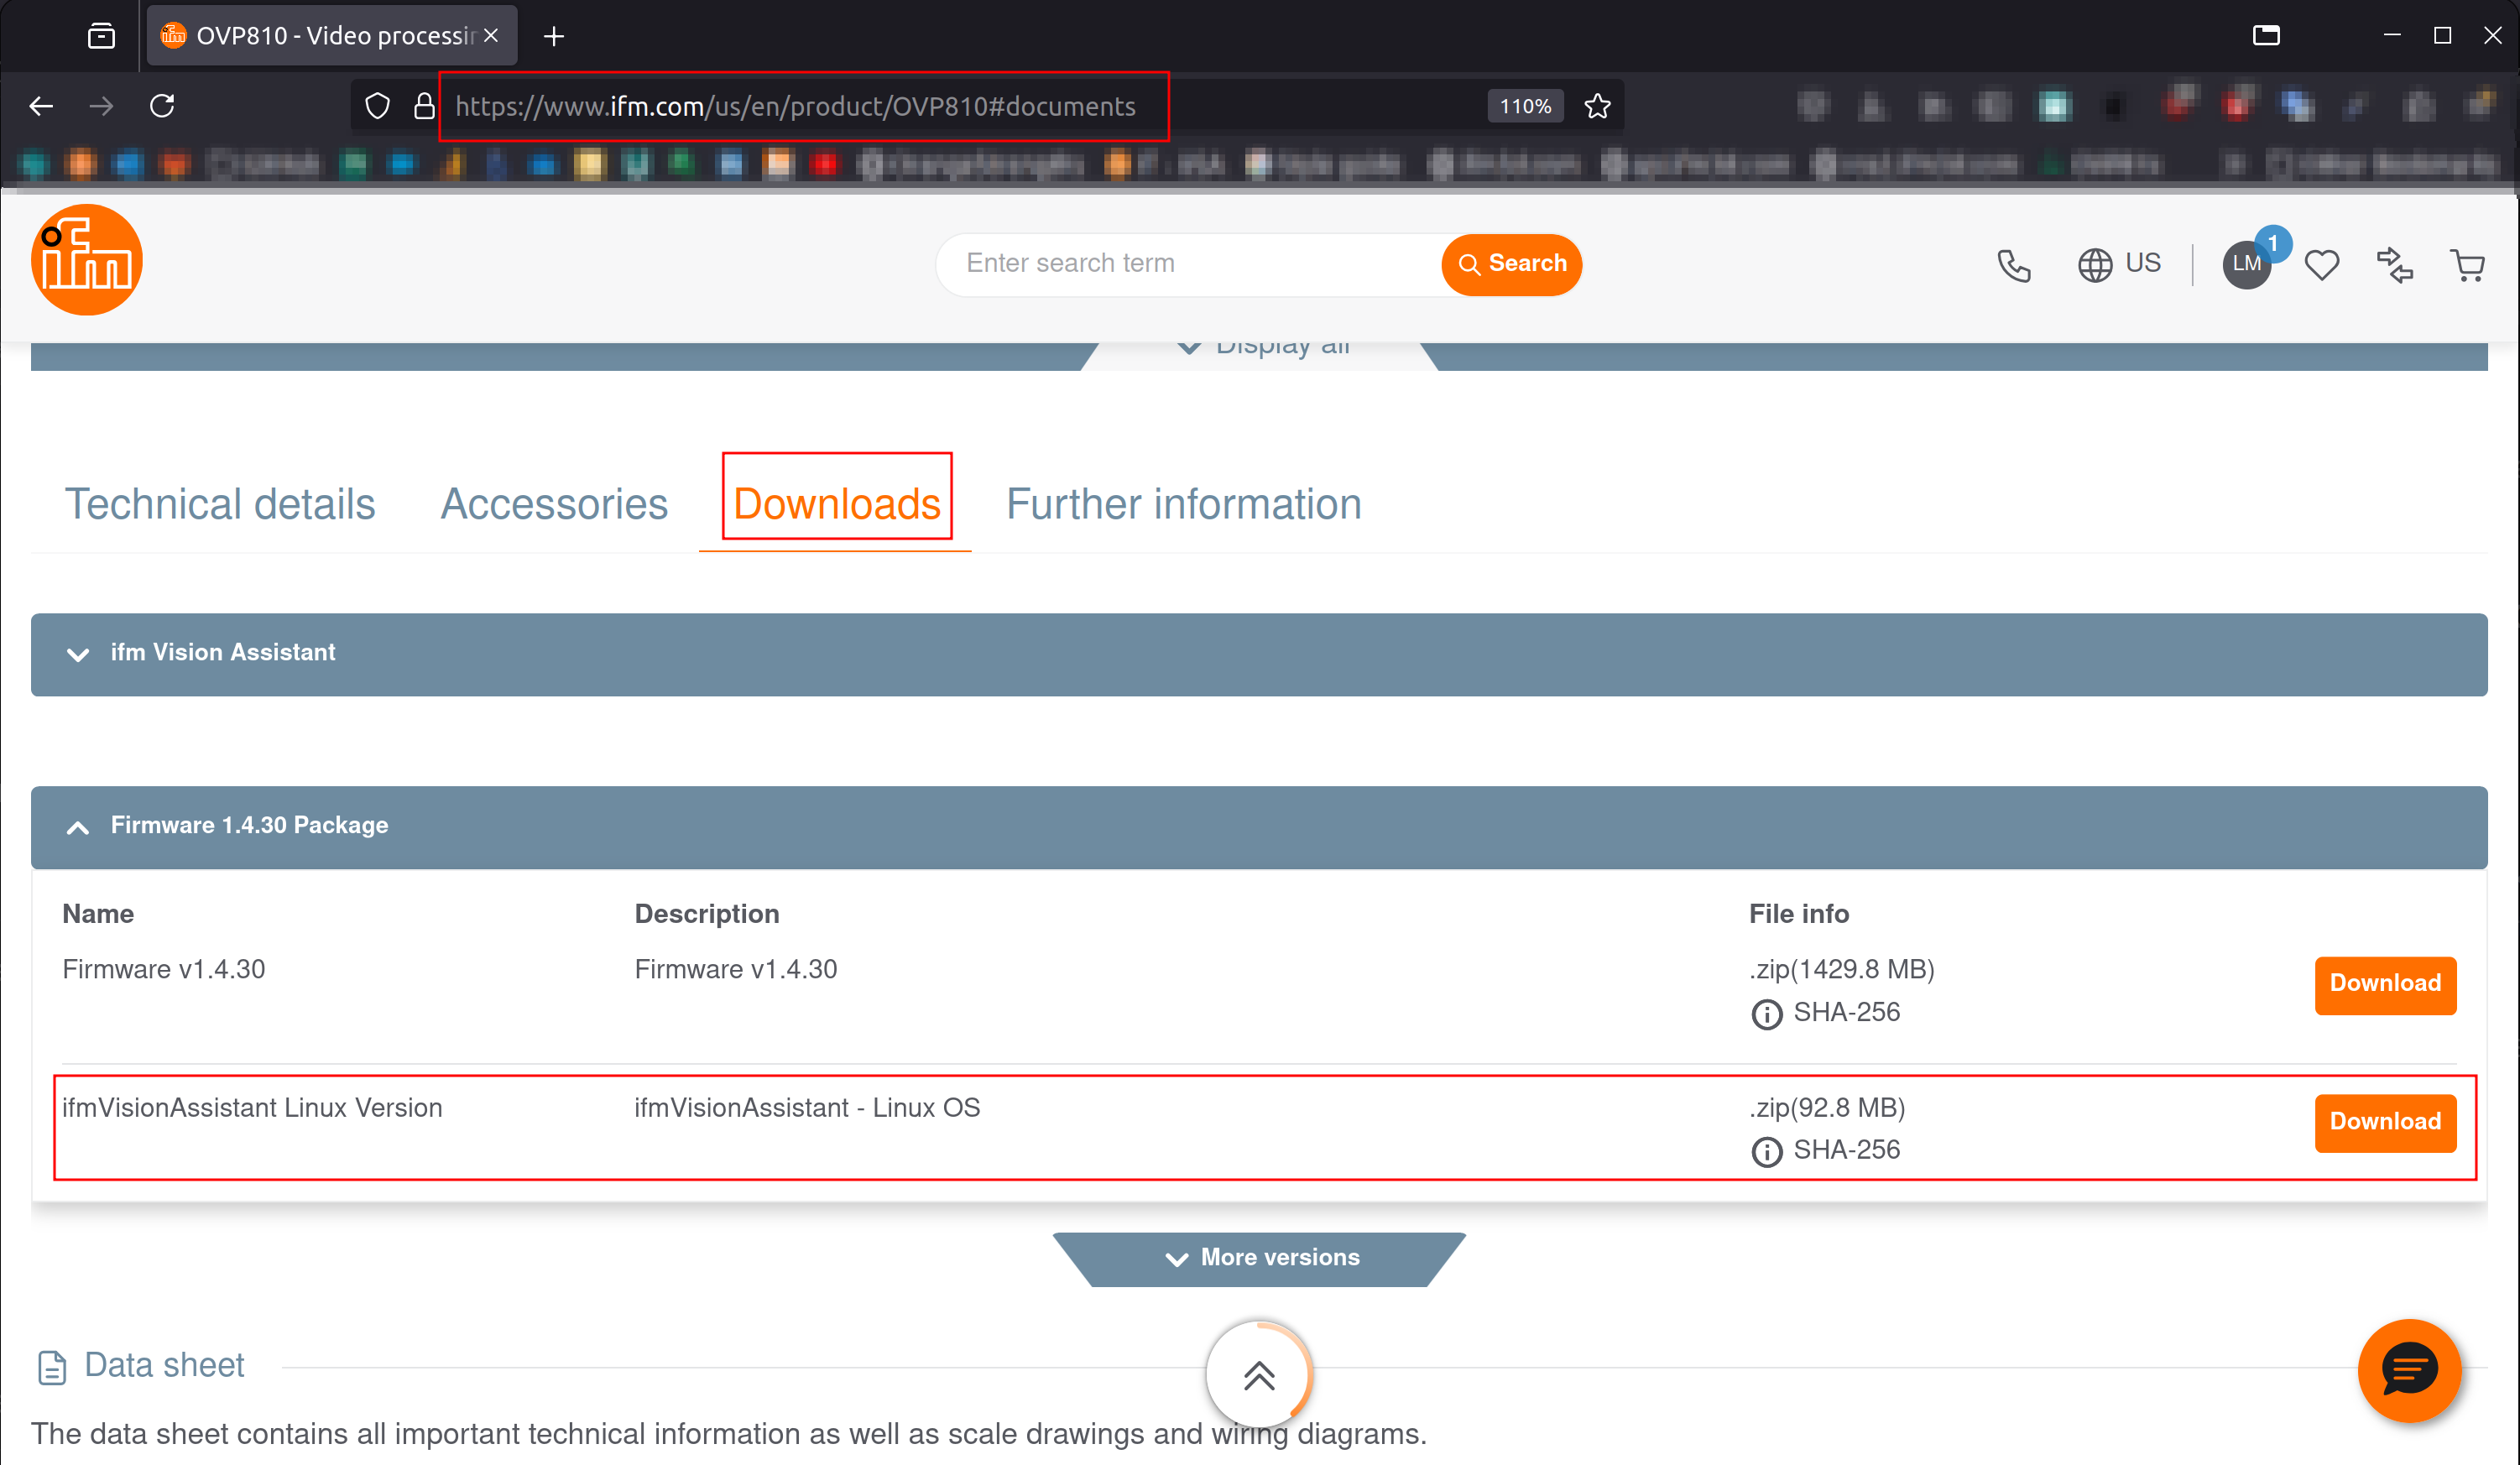 OVP810 - Video processin
https://www.ifm.com/us/en/product/OVP810#documents
110%
ifm
Enter search term
Search
US
LM
1
Display all
Technical details
Accessories
Downloads
Further information
ifm Vision Assistant
Firmware 1.4.30 Package
Name Description File info
Firmware v1.4.30 Firmware v1.4.30 .zip(1429.8 MB)
SHA-256
Download
ifmVisionAssistant Linux Version ifmVisionAssistant - Linux OS .zip(92.8 MB)
SHA-256
Download
More versions
Data sheet
The data sheet contains all important technical information as well as scale drawings and wiring diagrams.